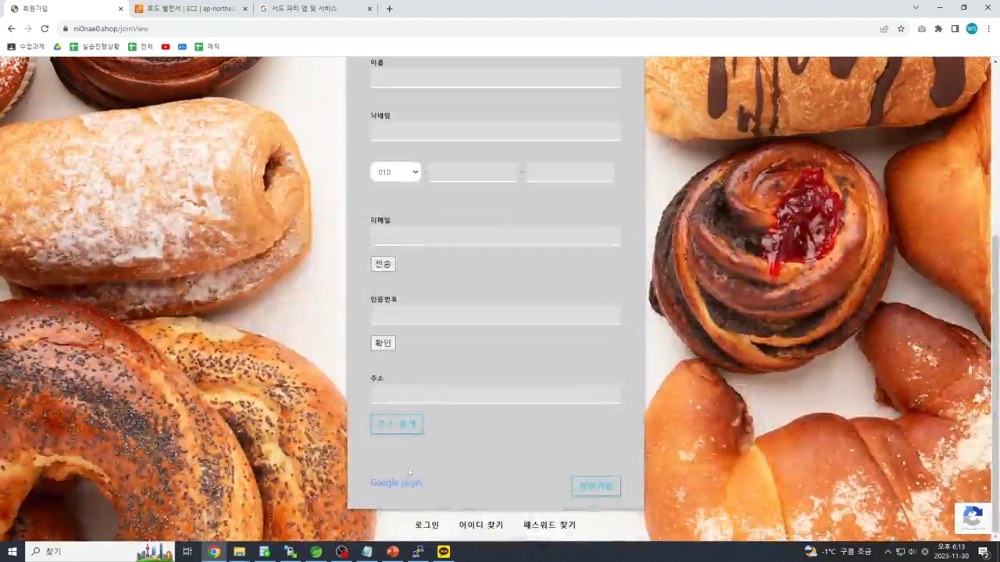 회원가입
로드 밸런서 | EC2 | ap-northea
서드 파티 앱 및 서비스
ni0nae0.shop/joinView
WS
수업과제
실습진행상황
전체
매직
이름
닉네임
010 - -
이메일
전송
인증번호
확인
주소
주소 검색
Google Login
회원가입
로그인 아이디 찾기 패스워드 찾기
찾기
-1°C 구름 조금
오후 6:13
2023-11-30
2